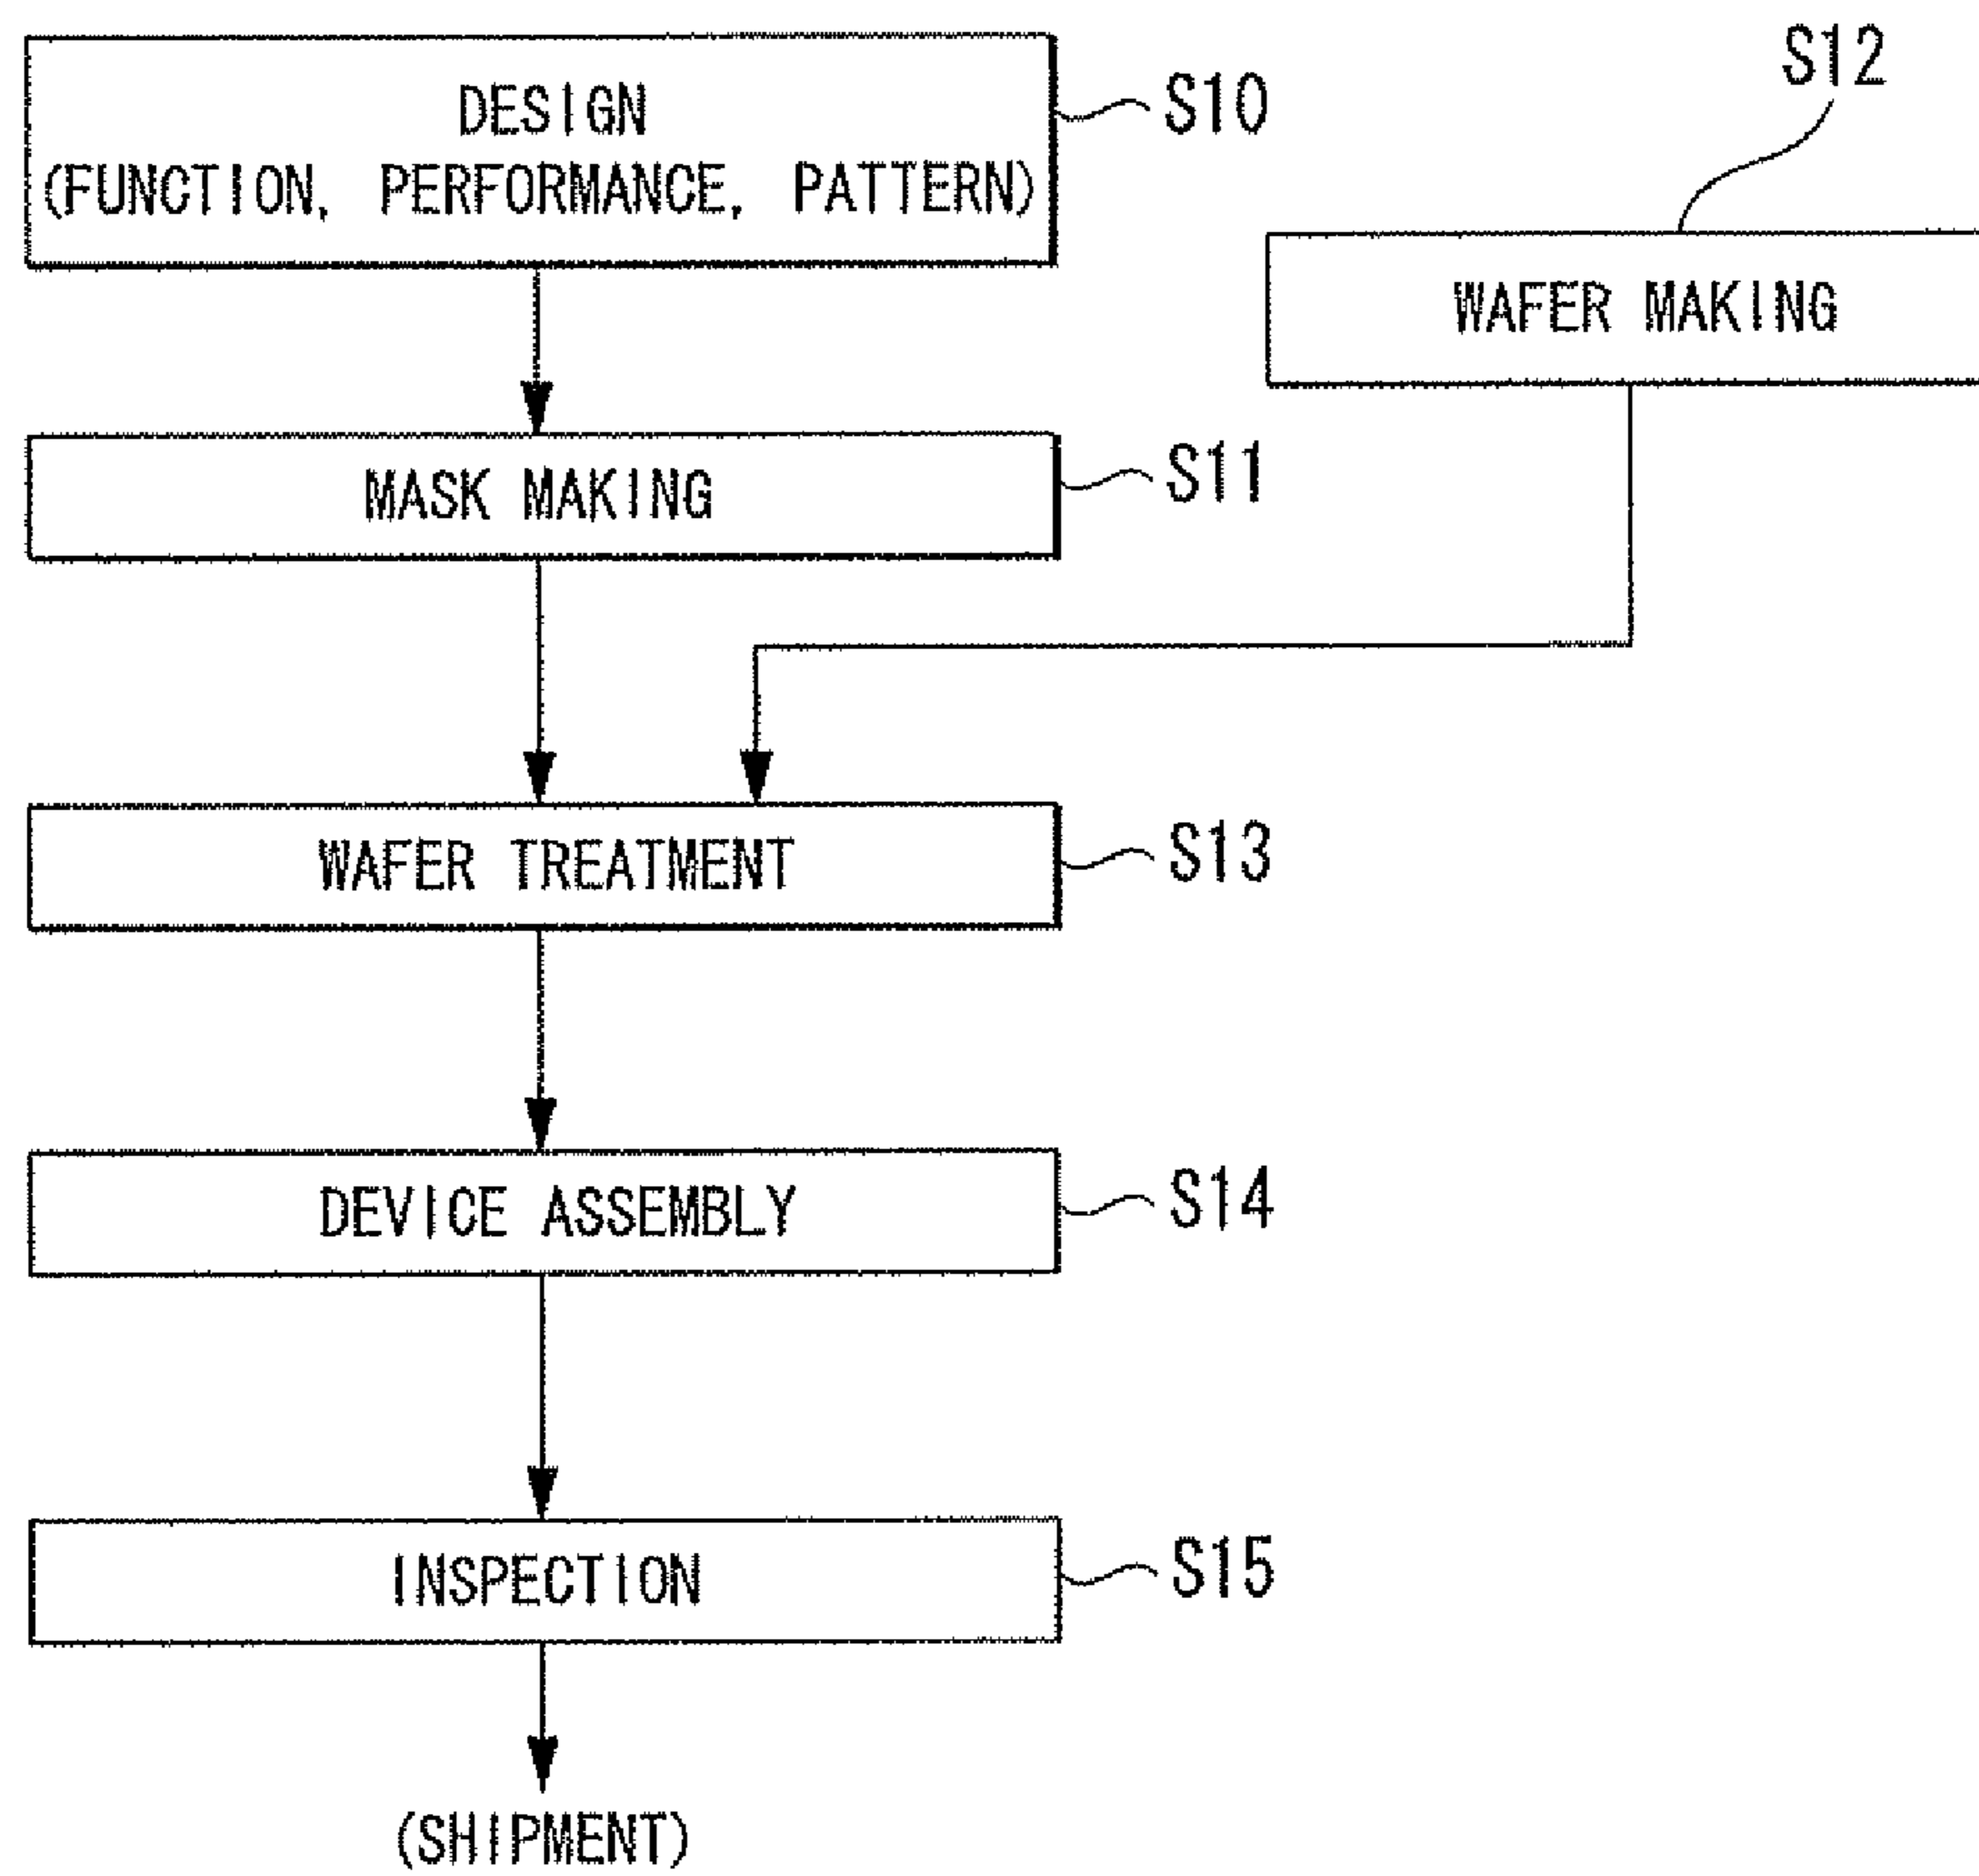 DESIGN
(FUNCTION, PERFORMANCE, PATTERN)
S10
S12
WAFER MAKING
MASK MAKING
S11
WAFER TREATMENT
S13
DEVICE ASSEMBLY
S14
INSPECTION
S15
(SHIPMENT)